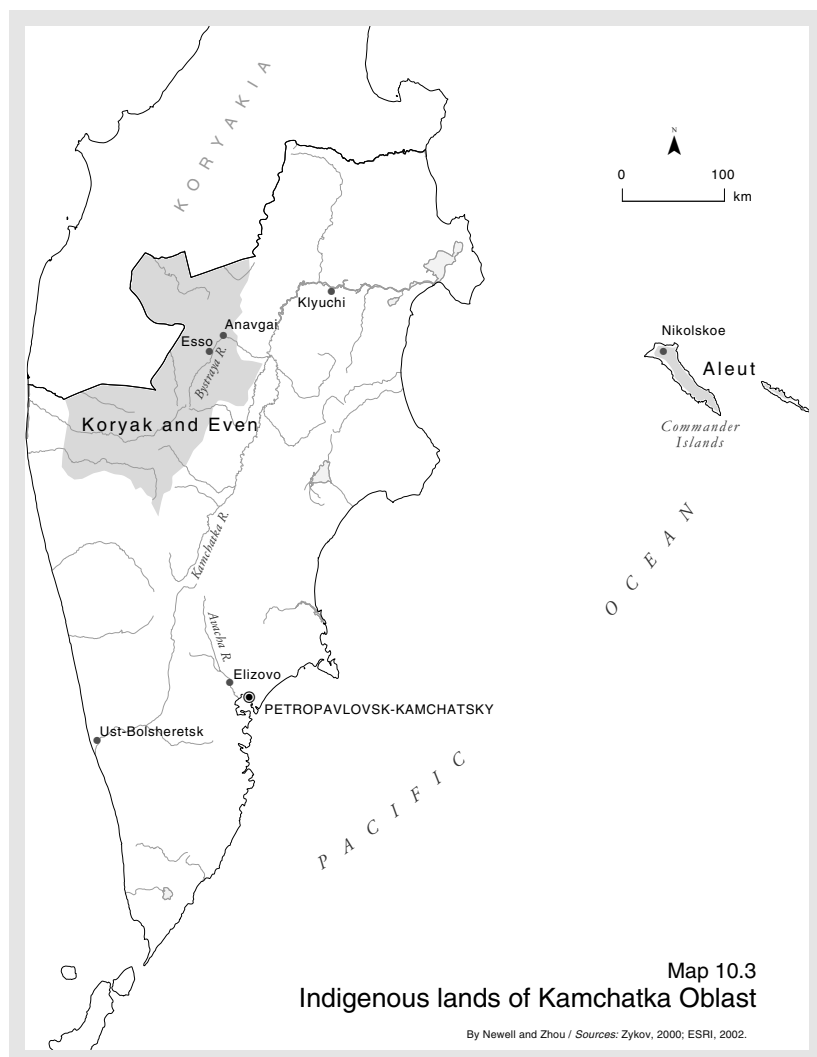 KORYAKIA
N
0 100
km
Klyuchi
Anavgai
Esso
Bystraya R.
Nikolskoe
Aleut
Commander
Islands
Koryak and Even
Kamchatka R.
PACIFIC OCEAN
Avacha R.
Elizovo
PETROPAVLOVSK-KAMCHATSKY
Ust-Bolsheretsk
Map 10.3
Indigenous lands of Kamchatka Oblast
By Newell and Zhou / Sources: Zykov, 2000; ESRI, 2002.